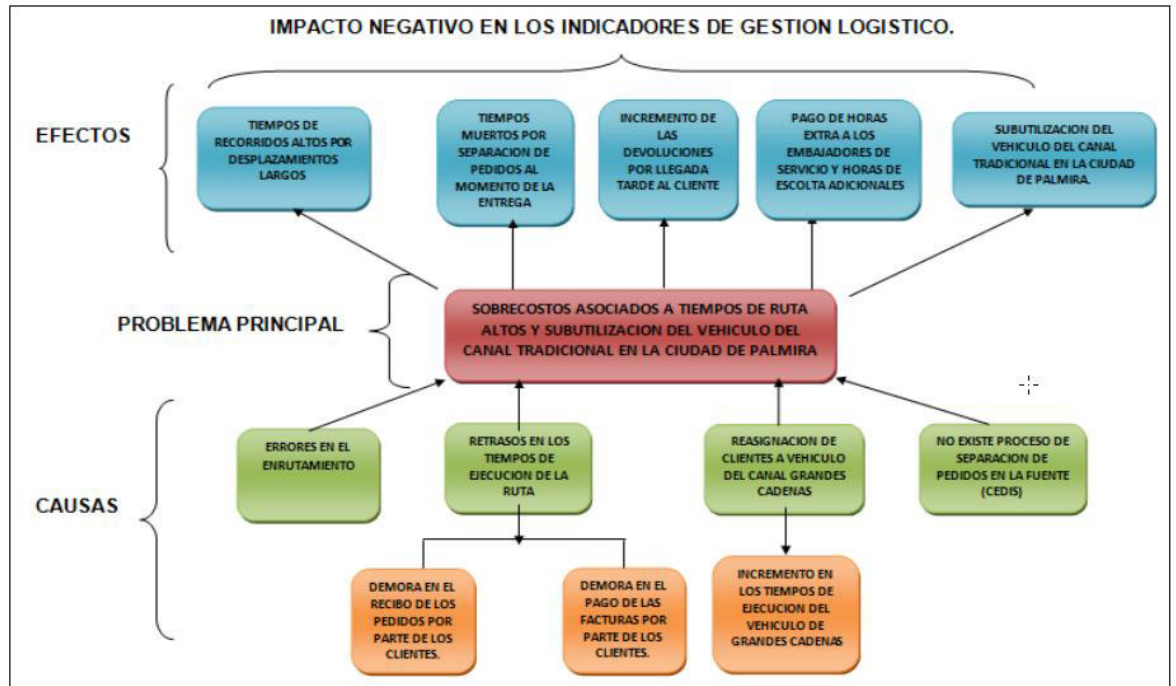 IMPACTO NEGATIVO EN LOS INDICADORES DE GESTION LOGISTICO.
EFECTOS
TIEMPOS DE
RECORRIDOS ALTOS POR
DESPLAZAMIENTOS
LARGOS
TIEMPOS
MUERTOS POR
SEPARACION DE
PEDIDOS AL
MOMENTO DE LA
ENTREGA
INCREMENTO DE
LAS
DEVOLUCIONES
POR LLEGADA
TARDE AL CLIENTE
PAGO DE HORAS
EXTRA A LOS
EMBAJADORES DE
SERVICIO Y HORAS DE
ESCOLTA ADICIONALES
SUBUTILIZACION DEL
VEHICULO DEL CANAL
TRADICIONAL EN LA CIUDAD
DE PALMIRA.
PROBLEMA PRINCIPAL
SOBRECOSTOS ASOCIADOS A TIEMPOS DE RUTA
ALTOS Y SUBUTILIZACION DEL VEHICULO DEL
CANAL TRADICIONAL EN LA CIUDAD DE PALMIRA
CAUSAS
ERRORES EN EL
ENRUTAMIENTO
RETRASOS EN LOS
TIEMPOS DE
EJECUCION DE LA
RUTA
REASIGNACION DE
CLIENTES A VEHICULO
DEL CANAL GRANDES
CADENAS
NO EXISTE PROCESO DE
SEPARACION DE
PEDIDOS EN LA FUENTE
(CEDIS)
DEMORA EN EL
RECIBO DE LOS
PEDIDOS POR
PARTE DE LOS
CLIENTES.
DEMORA EN EL
PAGO DE LAS
FACTURAS POR
PARTE DE LOS
CLIENTES.
INCREMENTO EN
LOS TIEMPOS DE
EJECUCION DEL
VEHICULO DE
GRANDES CADENAS